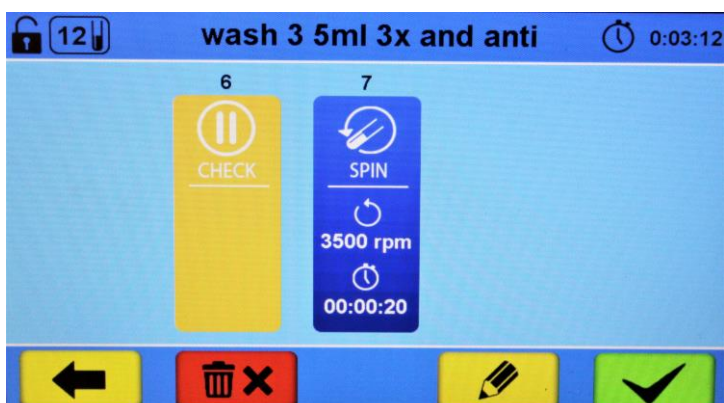 12
wash 3 5ml 3x and anti
0:03:12
6
7
CHECK
SPIN
3500 rpm
00:00:20